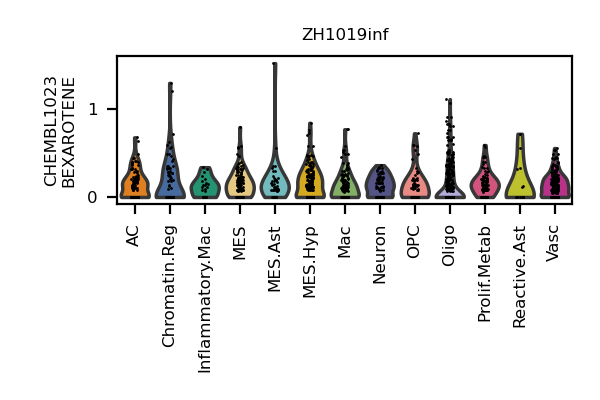 ZH1019inf
CHEMBL1023
BEXAROTENE
1
0
AC
Chromatin.Reg
Inflammatory.Mac
MES
MES.Ast
MES.Hyp
Mac
Neuron
OPC
Oligo
Prolif.Metab
Reactive.Ast
Vasc